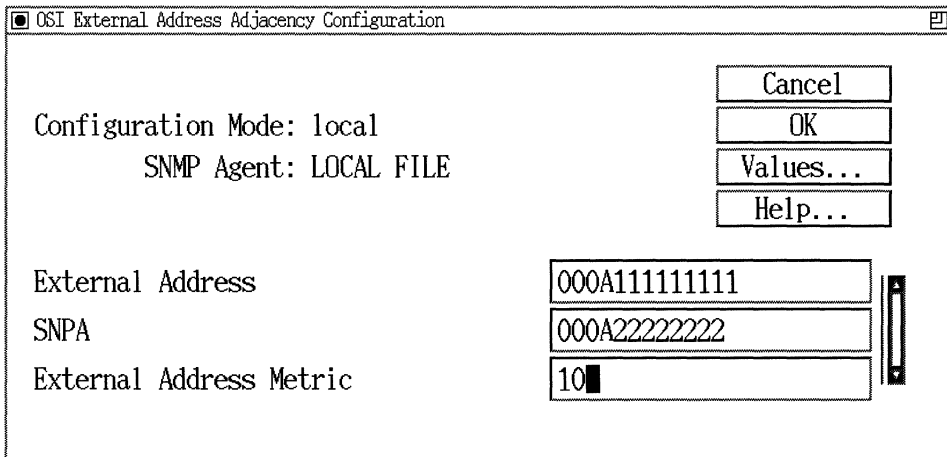 OSI External Address Adjacency Configuration
Cancel
Configuration Mode: local
OK
SNMP Agent: LOCAL FILE
Values...
Help...
External Address
000A111111111
SNPA
000A22222222
External Address Metric
10